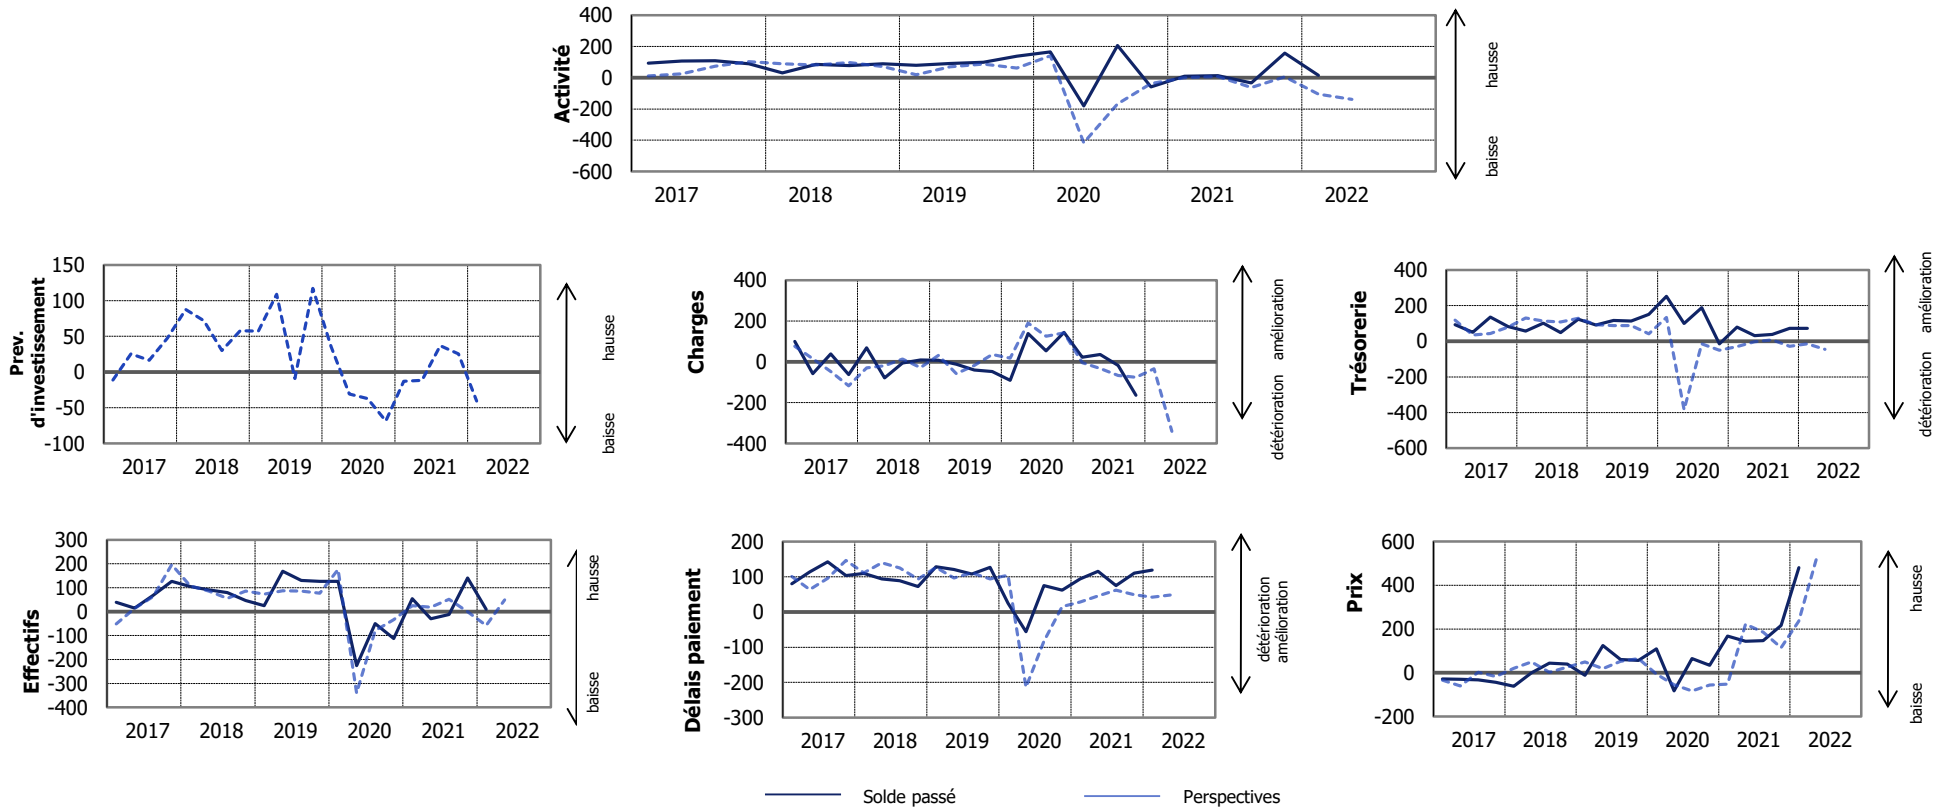 Activité
400
200
0
-200
-400
-600
2017 2018 2019 2020 2021 2022
hausse
baisse
Prev.
d'investissement
150
100
50
0
-50
-100
2017 2018 2019 2020 2021 2022
hausse
baisse
Charges
400
200
0
-200
-400
2017 2018 2019 2020 2021 2022
amélioration
détérioration
Trésorerie
400
200
0
-200
-400
-600
2017 2018 2019 2020 2021 2022
amélioration
détérioration
Effectifs
300
200
100
0
-100
-200
-300
-400
2017 2018 2019 2020 2021 2022
hausse
baisse
Délais paiement
200
100
0
-100
-200
-300
2017 2018 2019 2020 2021 2022
détérioration
amélioration
Prix
600
400
200
0
-200
2017 2018 2019 2020 2021 2022
hausse
baisse
Solde passé Perspectives